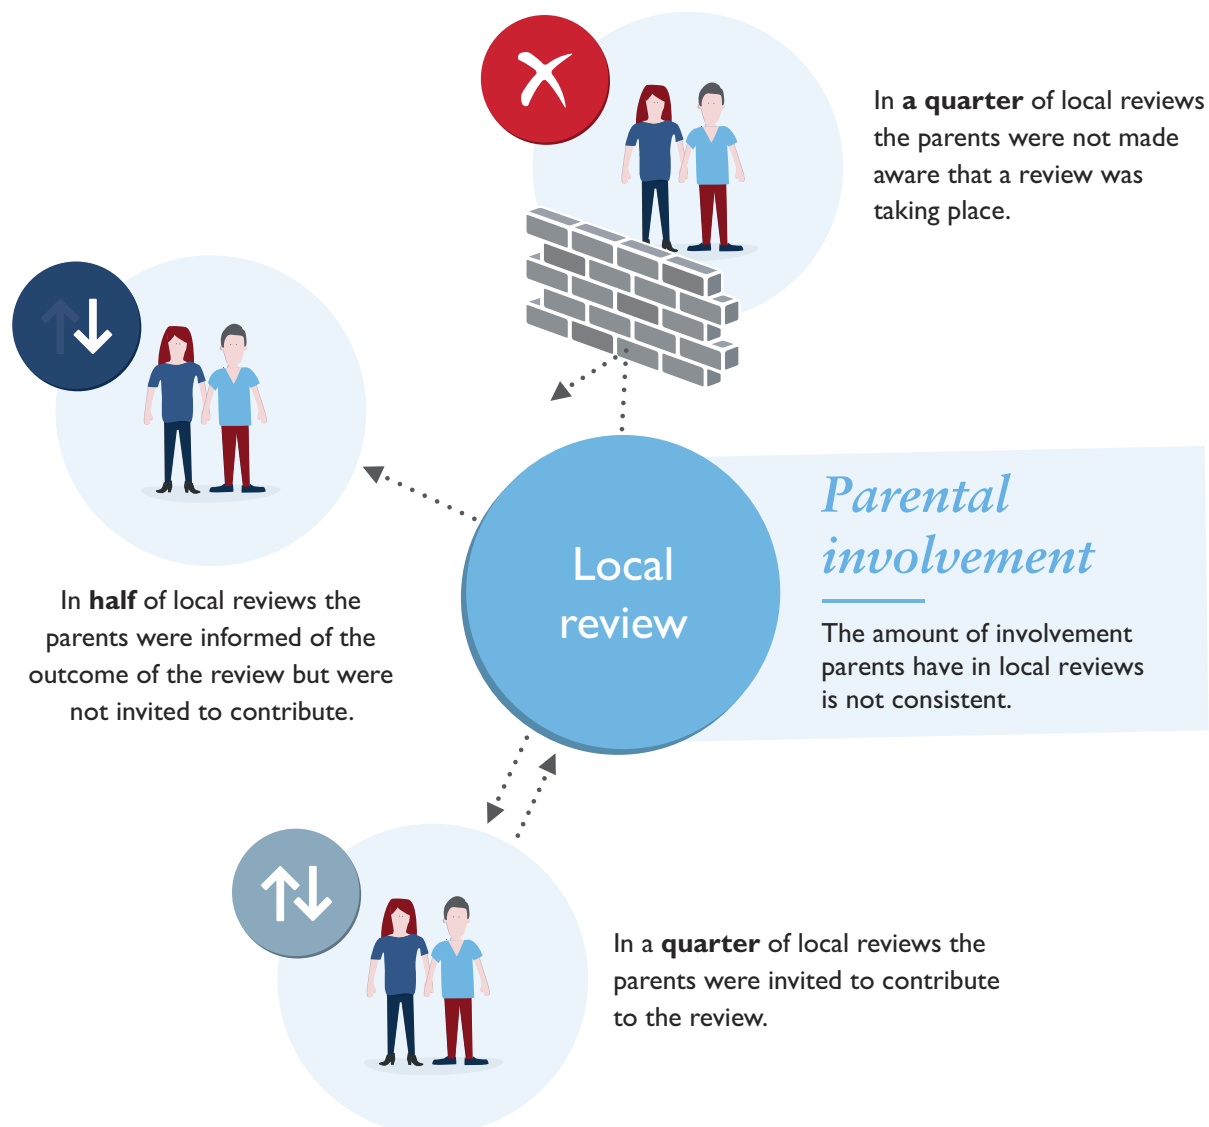 In a quarter of local reviews
the parents were not made
aware that a review was
taking place.
In half of local reviews the
parents were informed of the
outcome of the review but were
not invited to contribute.
Local
review
Parental
involvement
The amount of involvement
parents have in local reviews
is not consistent.
In a quarter of local reviews the
parents were invited to contribute
to the review.